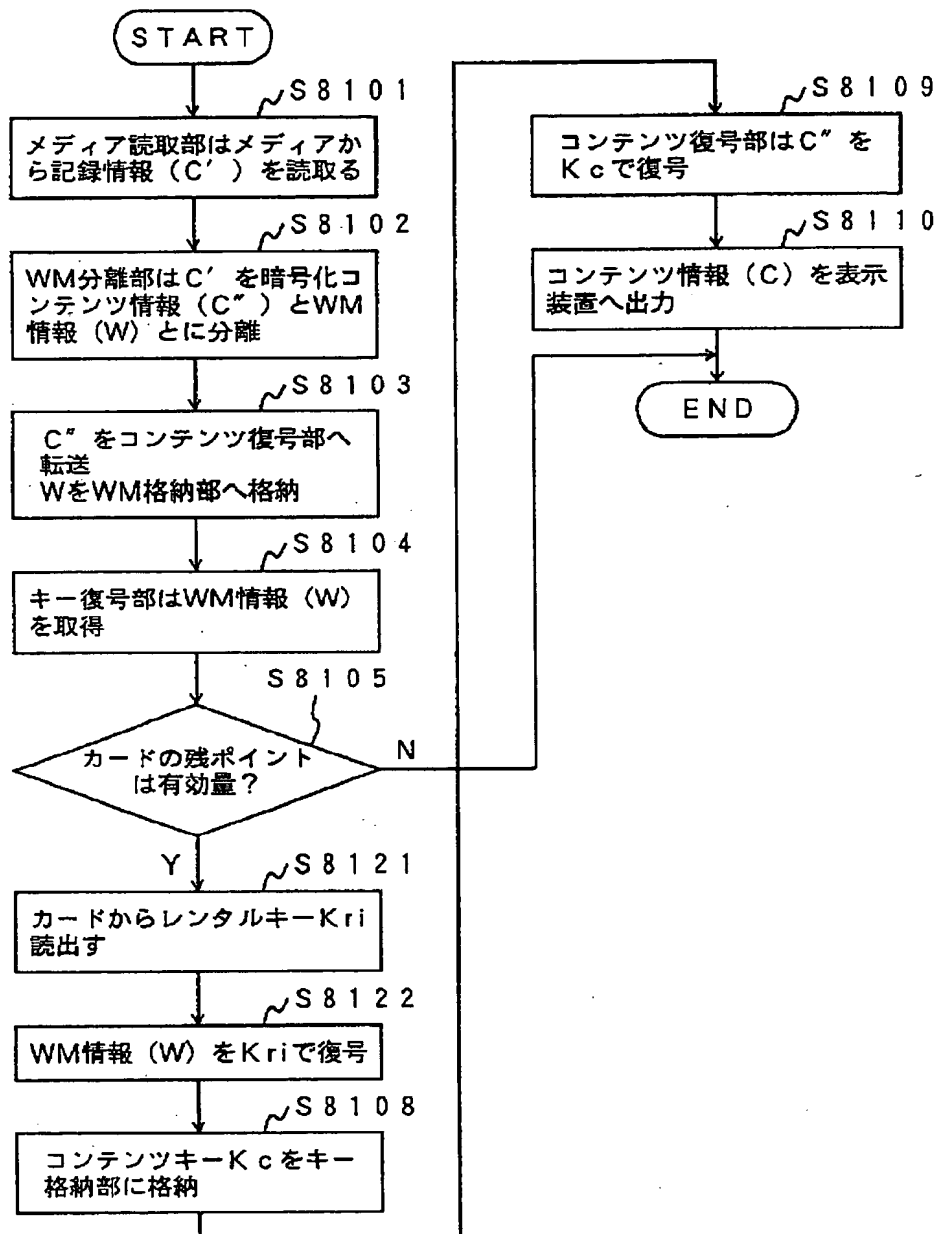 START
S8101
メディア読取部はメディアか
ら記録情報（C′）を読取る
S8102
WM分離部はC′を暗号化コ
ンテンツ情報（C″）とWM
情報（W）とに分離
S8103
C″をコンテンツ復号部へ
転送
WをWM格納部へ格納
S8104
キー復号部はWM情報（W）
を取得
S8105
カードの残ポイント
は有効量？
N
Y
S8121
カードからレンタルキーKri
読出す
S8122
WM情報（W）をKriで復号
S8108
コンテンツキーKcをキー
格納部に格納
S8109
コンテンツ復号部はC″を
Kcで復号
S8110
コンテンツ情報（C）を表示
装置へ出力
END